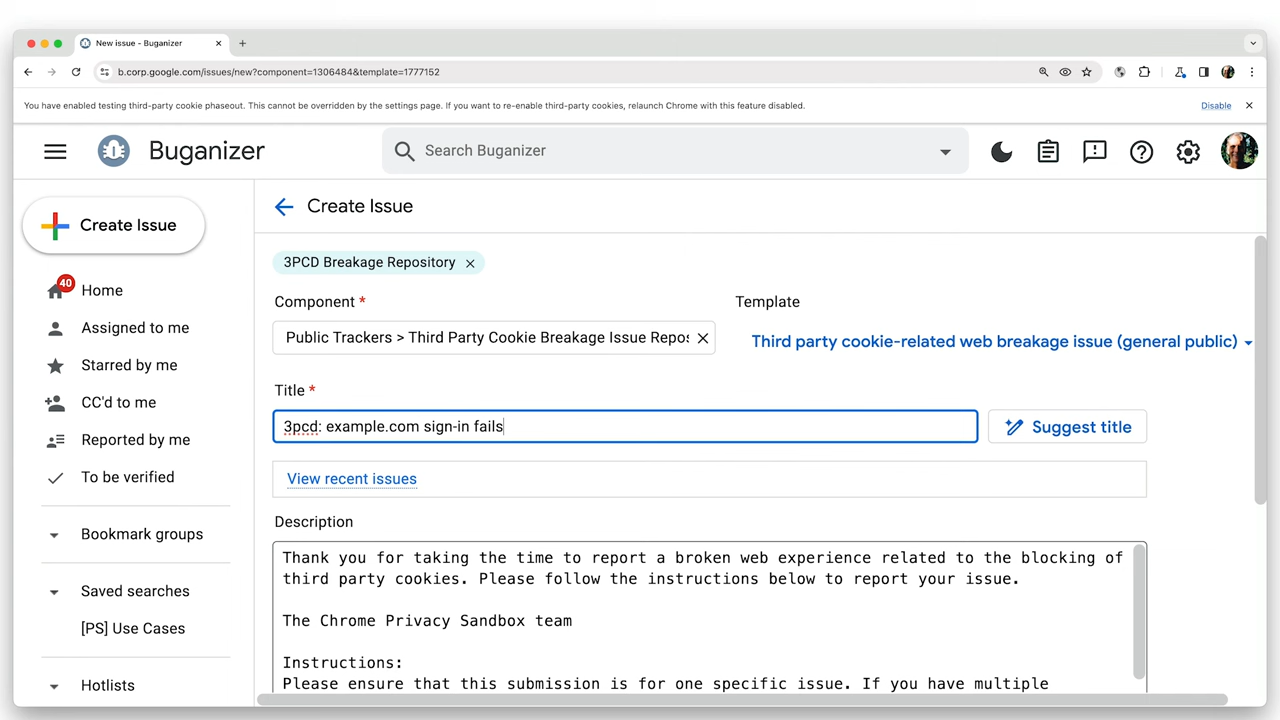 New issue - Buganizer
b.corp.google.com/issues/new?component=1306484&template=1777152
You have enabled testing third-party cookie phaseout. This cannot be overridden by the settings page. If you want to re-enable third-party cookies, relaunch Chrome with this feature disabled.
Disable
Buganizer
Search Buganizer
Create Issue
40
Home
Assigned to me
Starred by me
CC'd to me
Reported by me
To be verified
Bookmark groups
Saved searches
[PS] Use Cases
Hotlists
Create Issue
3PCD Breakage Repository
Component *
Template
Public Trackers > Third Party Cookie Breakage Issue Repos
Third party cookie-related web breakage issue (general public)
Title *
3pcd: example.com sign-in fails
Suggest title
View recent issues
Description
Thank you for taking the time to report a broken web experience related to the blocking of
third party cookies. Please follow the instructions below to report your issue.
The Chrome Privacy Sandbox team
Instructions:
Please ensure that this submission is for one specific issue. If you have multiple